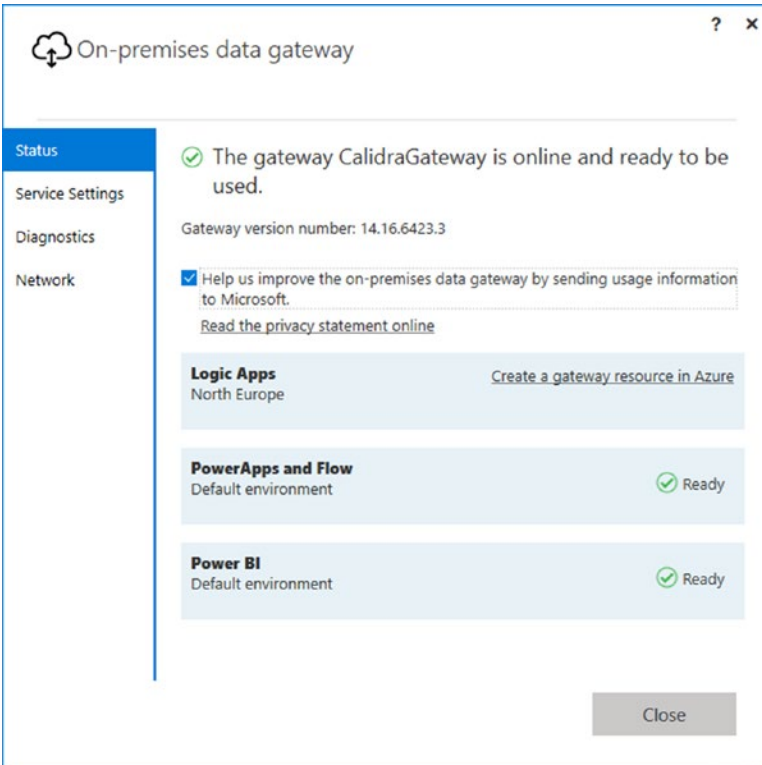 ? ×
On-premises data gateway
Status
Service Settings
Diagnostics
Network
The gateway CalidraGateway is online and ready to be
used.
Gateway version number: 14.16.6423.3
Help us improve the on-premises data gateway by sending usage information
to Microsoft.
Read the privacy statement online
Logic Apps
North Europe
Create a gateway resource in Azure
PowerApps and Flow
Default environment
Ready
Power BI
Default environment
Ready
Close